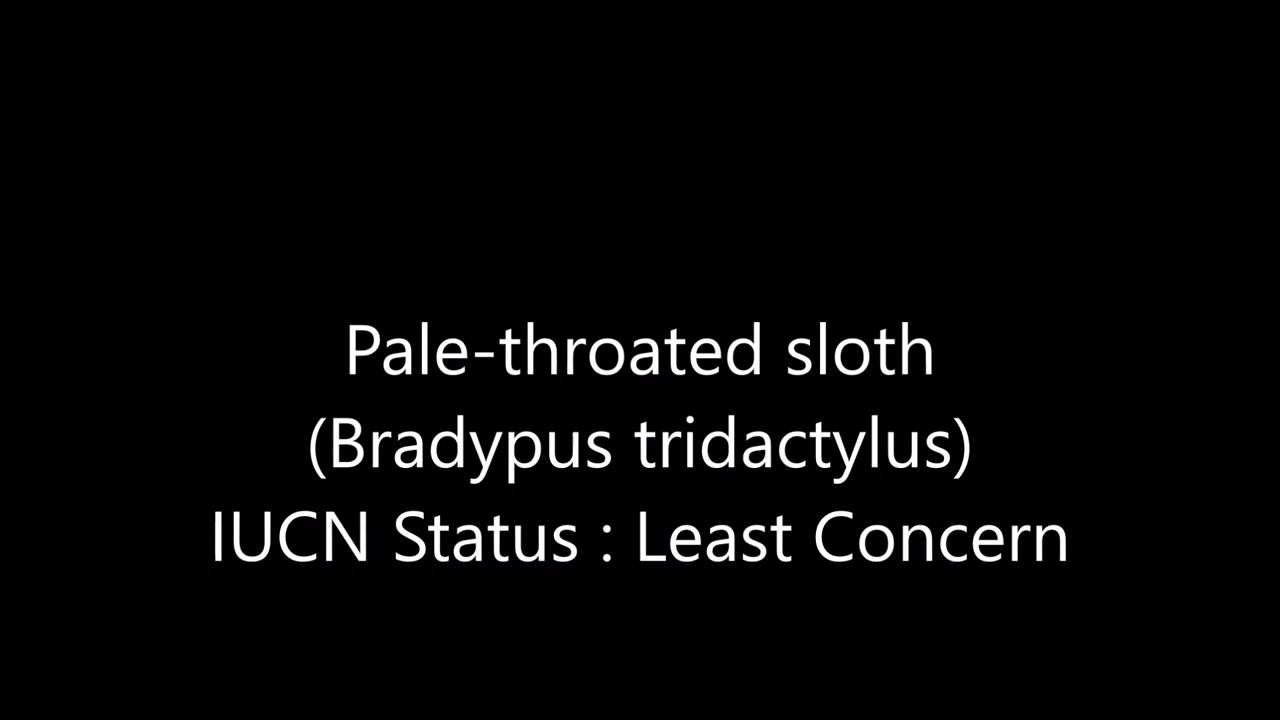 Pale-throated sloth
(Bradypus tridactylus)
IUCN Status : Least Concern